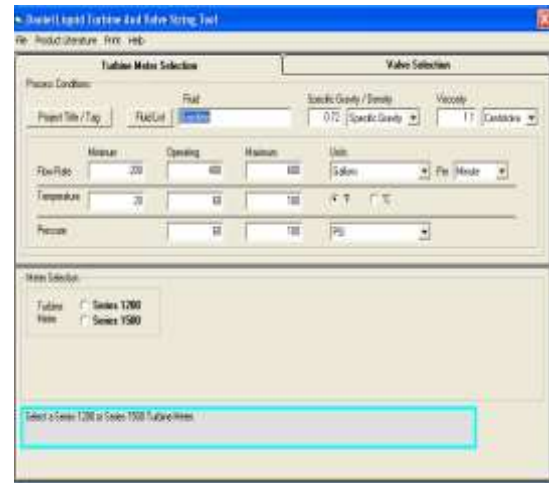 Daniel Liquid Turbine And Valve Sizing Tool
File Product Literature Print Help
Turbine Meter Selection Valve Selection
Process Conditions
Fluid Specific Gravity / Density Viscosity
Project Title / Tag Fluid List 0.72 Specific Gravity 1.1 Centistoke
Minimum Operating Maximum Units
Flow Rate 200 400 600 Gallons Per Minute
Temperature 20 60 100 °F °C
Pressure 60 100 PSI
Meter Selection
Turbine Series 1200
Meter Series 1500
Select a Series 1200 or Series 1500 Turbine Meter.